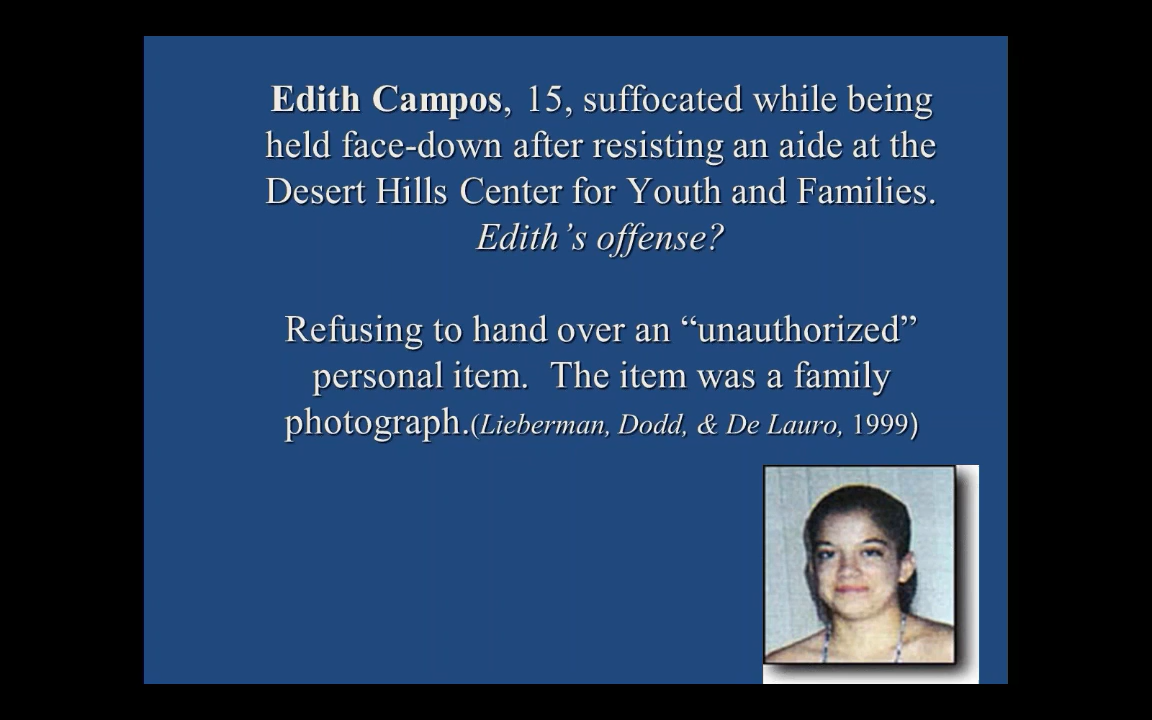 Edith Campos, 15, suffocated while being
held face-down after resisting an aide at the
Desert Hills Center for Youth and Families.
Edith’s offense?
Refusing to hand over an “unauthorized”
personal item.  The item was a family
photograph.(Lieberman, Dodd, & De Lauro, 1999)